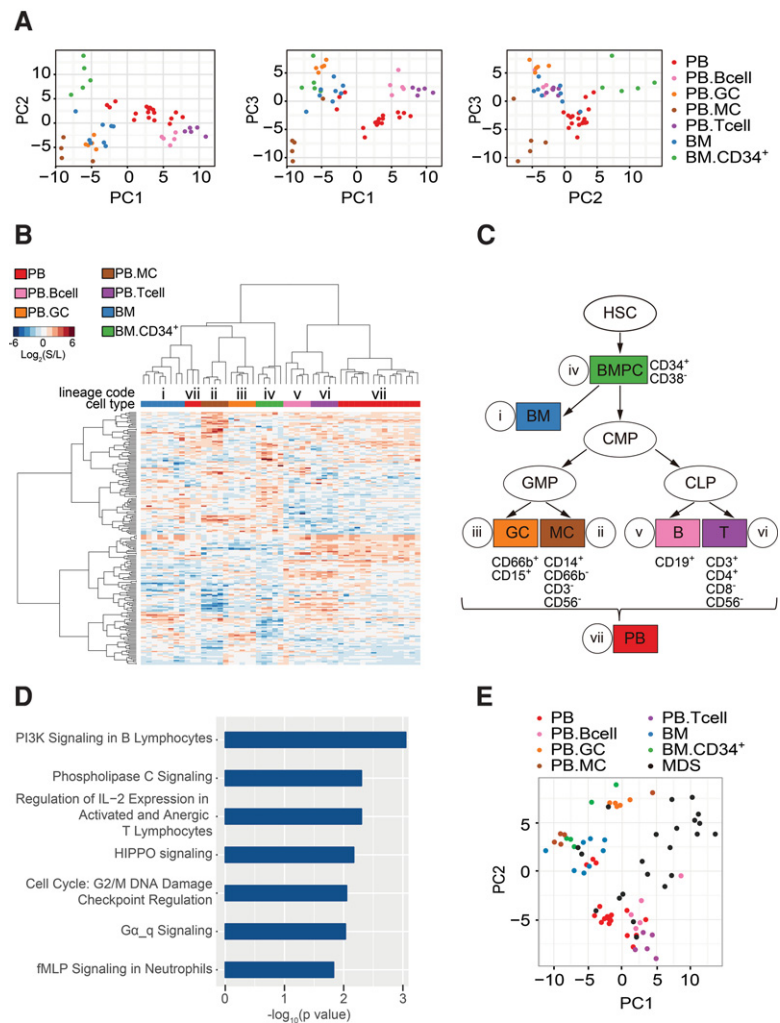 A
PC2
10
5
0
−5
−10 −5 0 5 10
PC1
PC3
5
0
−5
−10
−10 −5 0 5 10
PC1
PC3
5
0
−5
−10
−5 0 5 10
PC2
PB
PB.Bcell
PB.GC
PB.MC
PB.Tcell
BM
BM.CD34+
B
PB
PB.Bcell
PB.GC
PB.MC
PB.Tcell
BM
BM.CD34+
-6 0 6
Log2(S/L)
lineage code
cell type
i vii ii iii iv v vi vii
C
HSC
iv BMPC CD34+
CD38-
i BM
CMP
GMP CLP
iii GC MC ii v B T vi
CD66b+
CD15+
CD14+
CD66b-
CD3-
CD56-
CD19+
CD3+
CD4+
CD8-
CD56-
vii PB
D
PI3K Signaling in B Lymphocytes
Phospholipase C Signaling
Regulation of IL−2 Expression in
Activated and Anergic
T Lymphocytes
HIPPO signaling
Cell Cycle: G2/M DNA Damage
Checkpoint Regulation
Gα_q Signaling
fMLP Signaling in Neutrophils
0 1 2 3
-log10(p value)
E
PB
PB.Bcell
PB.GC
PB.MC
PB.Tcell
BM
BM.CD34+
MDS
PC2
5
0
−5
−10 −5 0 5 10
PC1